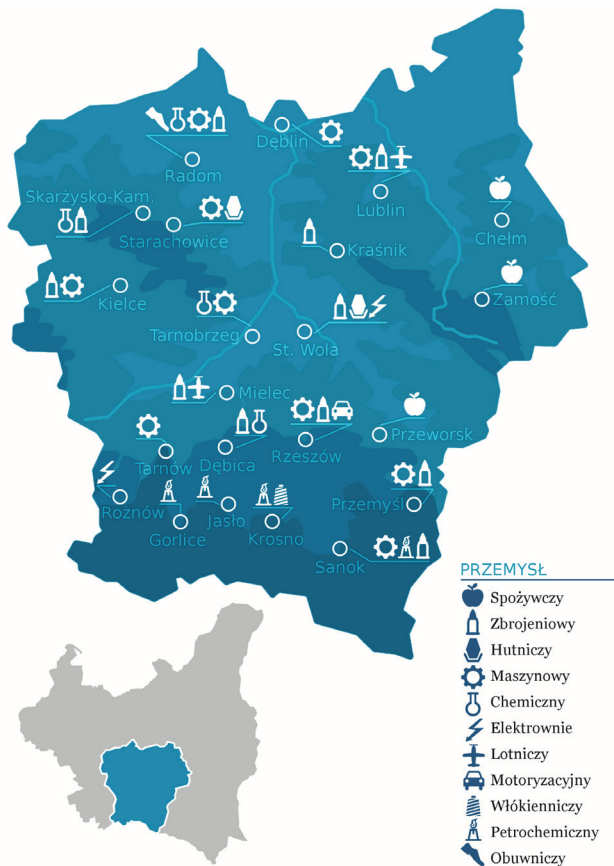 Dęblin
Radom
Lublin
Skarżysko-Kam.
Starachowice
Chełm
Kraśnik
Kielce
Zamość
Tarnobrzeg
St. Wola
Mielec
Przeworsk
Rzeszów
Dębica
Tarnów
Rożnów
Jasło
Przemyśl
Gorlice
Krosno
Sanok
PRZEMYSŁ
Spożywczy
Zbrojeniowy
Hutniczy
Maszynowy
Chemiczny
Elektrownie
Lotniczy
Motoryzacyjny
Włókienniczy
Petrochemiczny
Obuwniczy